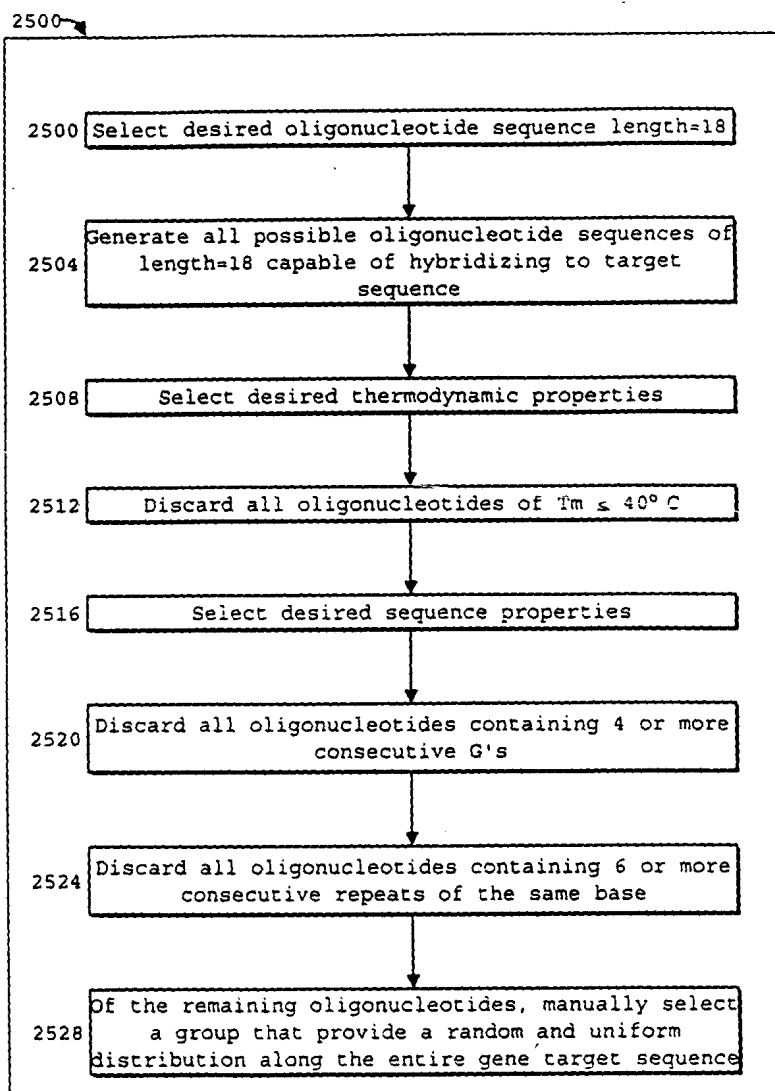 2500
2500 Select desired oligonucleotide sequence length=18
Generate all possible oligonucleotide sequences of
2504 length=18 capable of hybridizing to target
sequence
2508 Select desired thermodynamic properties
2512 Discard all oligonucleotides of Tm ≤ 40° C
2516 Select desired sequence properties
2520 Discard all oligonucleotides containing 4 or more
consecutive G's
2524 Discard all oligonucleotides containing 6 or more
consecutive repeats of the same base
Of the remaining oligonucleotides, manually select
2528 a group that provide a random and uniform
distribution along the entire gene target sequence